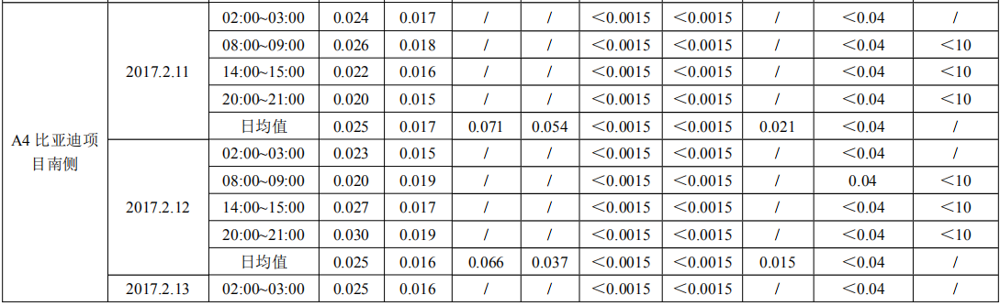 A4 比亚迪项目南侧
2017.2.11
02:00~03:00 0.024 0.017 / / ＜0.0015 ＜0.0015 / ＜0.04 /
08:00~09:00 0.026 0.018 / / ＜0.0015 ＜0.0015 / ＜0.04 ＜10
14:00~15:00 0.022 0.016 / / ＜0.0015 ＜0.0015 / ＜0.04 ＜10
20:00~21:00 0.020 0.015 / / ＜0.0015 ＜0.0015 / ＜0.04 ＜10
日均值 0.025 0.017 0.071 0.054 ＜0.0015 ＜0.0015 0.021 ＜0.04 /
2017.2.12
02:00~03:00 0.023 0.015 / / ＜0.0015 ＜0.0015 / ＜0.04 /
08:00~09:00 0.020 0.019 / / ＜0.0015 ＜0.0015 / 0.04 ＜10
14:00~15:00 0.027 0.017 / / ＜0.0015 ＜0.0015 / ＜0.04 ＜10
20:00~21:00 0.030 0.019 / / ＜0.0015 ＜0.0015 / ＜0.04 ＜10
日均值 0.025 0.016 0.066 0.037 ＜0.0015 ＜0.0015 0.015 ＜0.04 /
2017.2.13 02:00~03:00 0.025 0.016 / / ＜0.0015 ＜0.0015 / ＜0.04 /